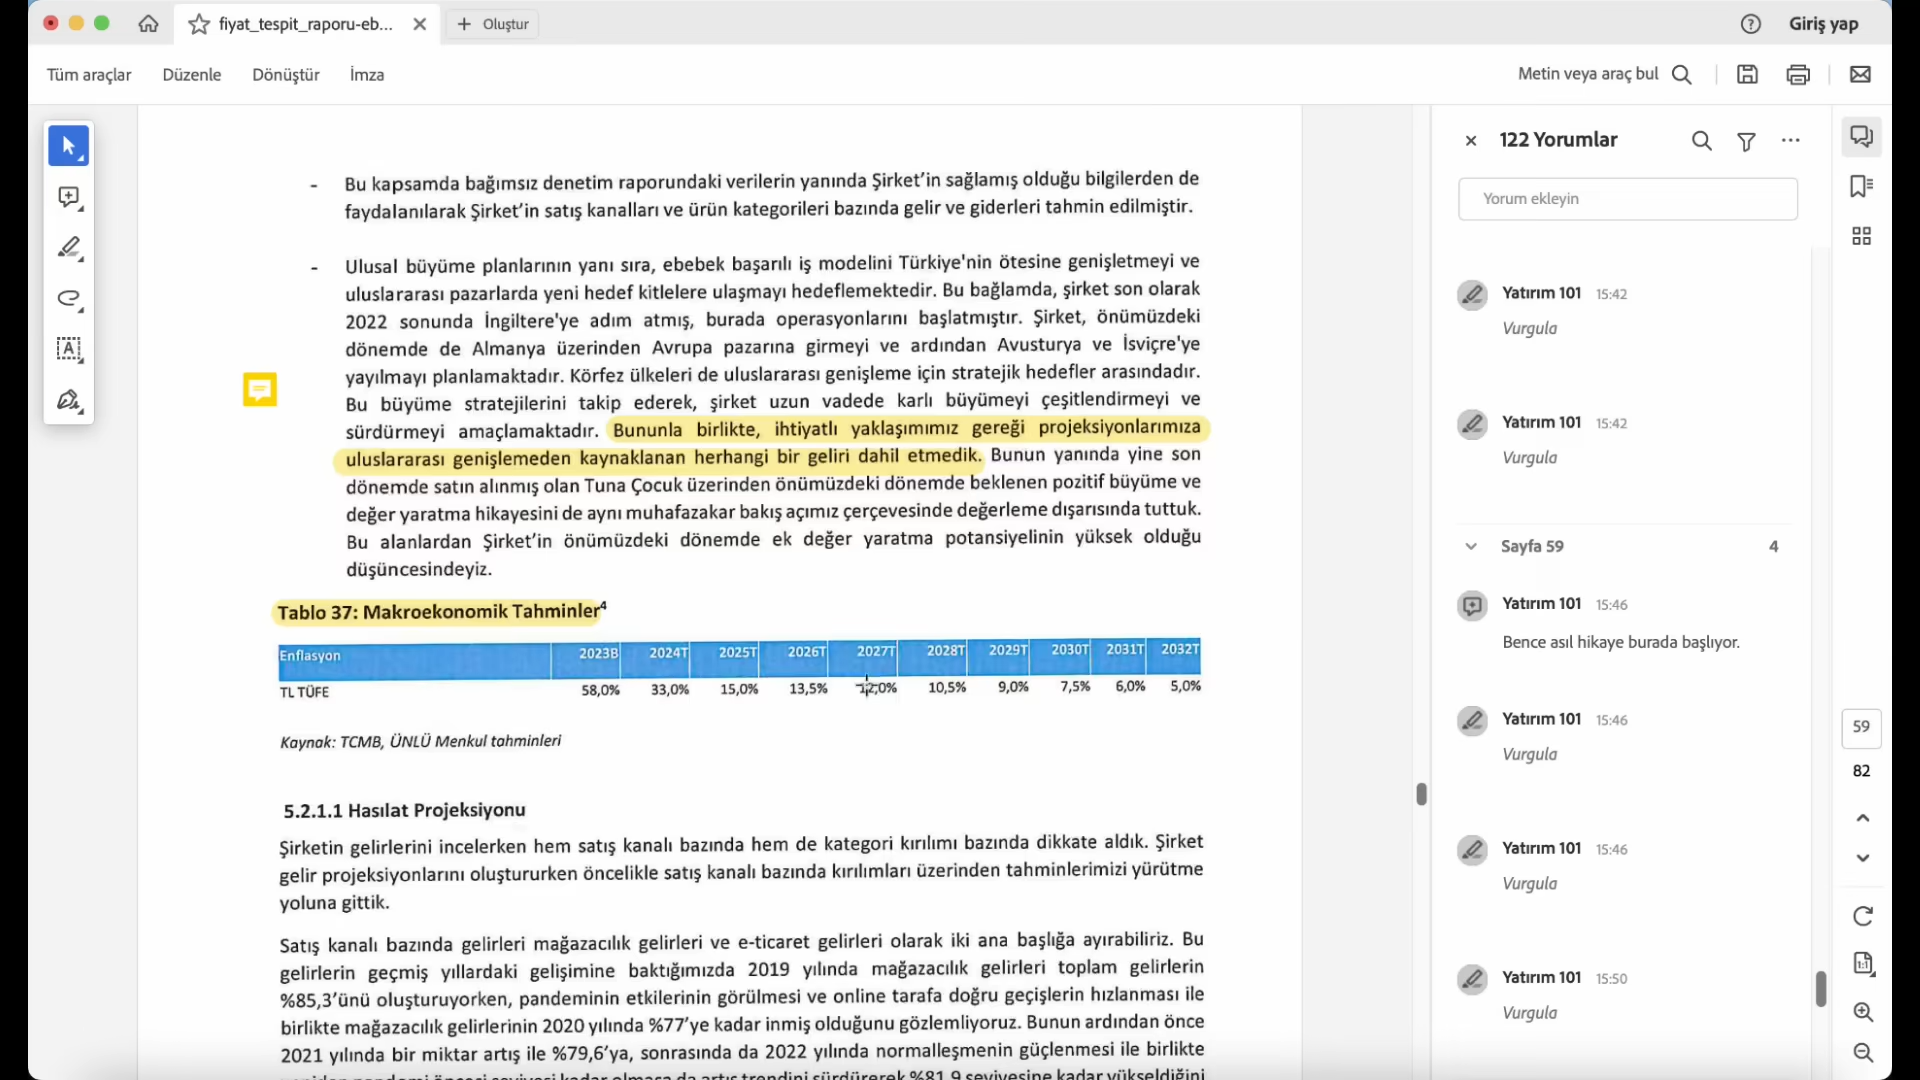 fiyat_tespit_raporu-eb...
Oluştur
Giriş yap
Tüm araçlar
Düzenle
Dönüştür
İmza
Metin veya araç bul
- Bu kapsamda bağımsız denetim raporundaki verilerin yanında Şirket’in sağlamış olduğu bilgilerden de
faydalanılarak Şirket’in satış kanalları ve ürün kategorileri bazında gelir ve giderleri tahmin edilmiştir.
- Ulusal büyüme planlarının yanı sıra, ebebek başarılı iş modelini Türkiye'nin ötesine genişletmeyi ve
uluslararası pazarlarda yeni hedef kitlelere ulaşmayı hedeflemektedir. Bu bağlamda, şirket son olarak
2022 sonunda İngiltere'ye adım atmış, burada operasyonlarını başlatmıştır. Şirket, önümüzdeki
dönemde de Almanya üzerinden Avrupa pazarına girmeyi ve ardından Avusturya ve İsviçre'ye
yayılmayı planlamaktadır. Körfez ülkeleri de uluslararası genişleme için stratejik hedefler arasındadır.
Bu büyüme stratejilerini takip ederek, şirket uzun vadede karlı büyümeyi çeşitlendirmeyi ve
sürdürmeyi amaçlamaktadır. Bununla birlikte, ihtiyatlı yaklaşımımız gereği projeksiyonlarımıza
uluslararası genişlemeden kaynaklanan herhangi bir geliri dahil etmedik. Bunun yanında yine son
dönemde satın alınmış olan Tuna Çocuk üzerinden önümüzdeki dönemde beklenen pozitif büyüme ve
değer yaratma hikayesini de aynı muhafazakar bakış açımız çerçevesinde değerleme dışarısında tuttuk.
Bu alanlardan Şirket’in önümüzdeki dönemde ek değer yaratma potansiyelinin yüksek olduğu
düşüncesindeyiz.
Tablo 37: Makroekonomik Tahminler4
Enflasyon 2023B 2024T 2025T 2026T 2027T 2028T 2029T 2030T 2031T 2032T
TL TÜFE 58,0% 33,0% 15,0% 13,5% 12,0% 10,5% 9,0% 7,5% 6,0% 5,0%
Kaynak: TCMB, ÜNLÜ Menkul tahminleri
5.2.1.1 Hasılat Projeksiyonu
Şirketin gelirlerini incelerken hem satış kanalı bazında hem de kategori kırılımı bazında dikkate aldık. Şirket
gelir projeksiyonlarını oluştururken öncelikle satış kanalı bazında kırılımları üzerinden tahminlerimizi yürütme
yoluna gittik.
Satış kanalı bazında gelirleri mağazacılık gelirleri ve e-ticaret gelirleri olarak iki ana başlığa ayırabiliriz. Bu
gelirlerin geçmiş yıllardaki gelişimine baktığımızda 2019 yılında mağazacılık gelirleri toplam gelirlerin
%85,3’ünü oluşturuyorken, pandeminin etkilerinin görülmesi ve online tarafa doğru geçişlerin hızlanması ile
birlikte mağazacılık gelirlerinin 2020 yılında %77’ye kadar inmiş olduğunu gözlemliyoruz. Bunun ardından önce
2021 yılında bir miktar artış ile %79,6’ya, sonrasında da 2022 yılında normalleşmenin güçlenmesi ile birlikte
yeniden pandemi öncesi seviyesi kadar olmasa da artış trendini sürdürerek %81,9 seviyesine kadar yükseldiğini
122 Yorumlar
Yorum ekleyin
Yatırım 101 15:42
Vurgula
Yatırım 101 15:42
Vurgula
Sayfa 59 4
Yatırım 101 15:46
Bence asıl hikaye burada başlıyor.
Yatırım 101 15:46
Vurgula
Yatırım 101 15:46
Vurgula
Yatırım 101 15:50
Vurgula
59
82